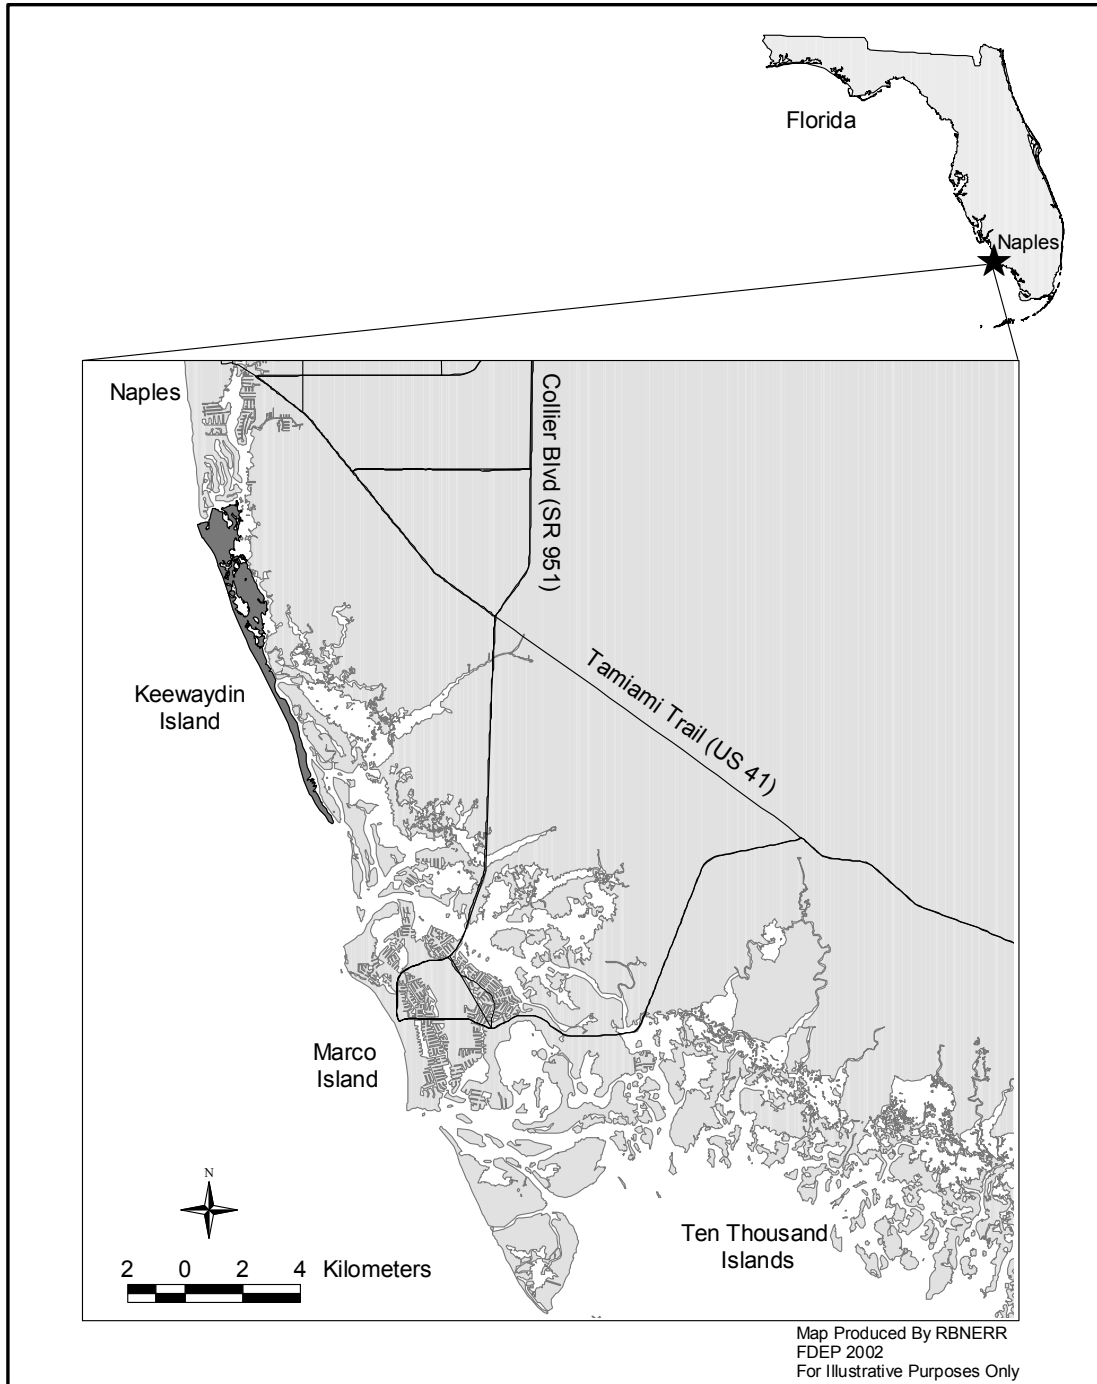 Florida
Naples
Naples
Collier Blvd (SR 951)
Tamiami Trail (US 41)
Keewaydin
Island
Marco
Island
Ten Thousand
Islands
N
2 0 2 4 Kilometers
Map Produced By RBNERR
FDEP 2002
For Illustrative Purposes Only